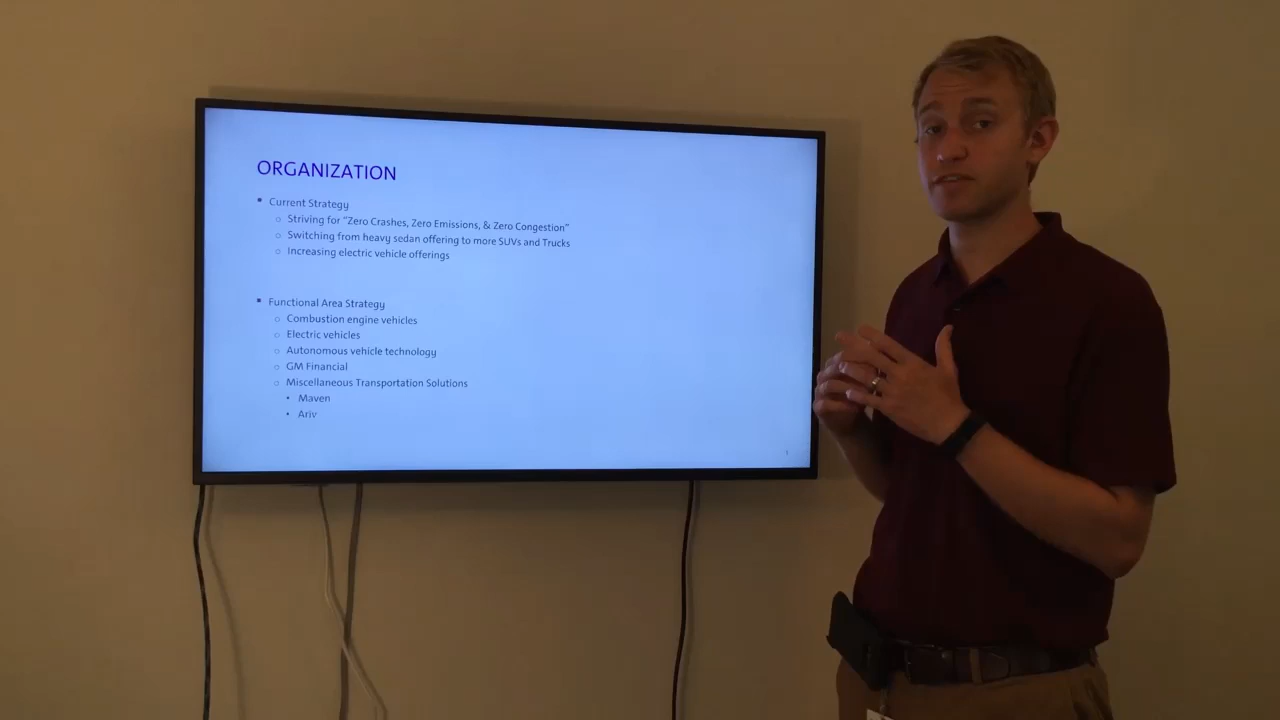 ORGANIZATION
▪ Current Strategy
○ Striving for “Zero Crashes, Zero Emissions, & Zero Congestion”
○ Switching from heavy sedan offering to more SUVs and Trucks
○ Increasing electric vehicle offerings
▪ Functional Area Strategy
○ Combustion engine vehicles
○ Electric vehicles
○ Autonomous vehicle technology
○ GM Financial
○ Miscellaneous Transportation Solutions
• Maven
• Ariv